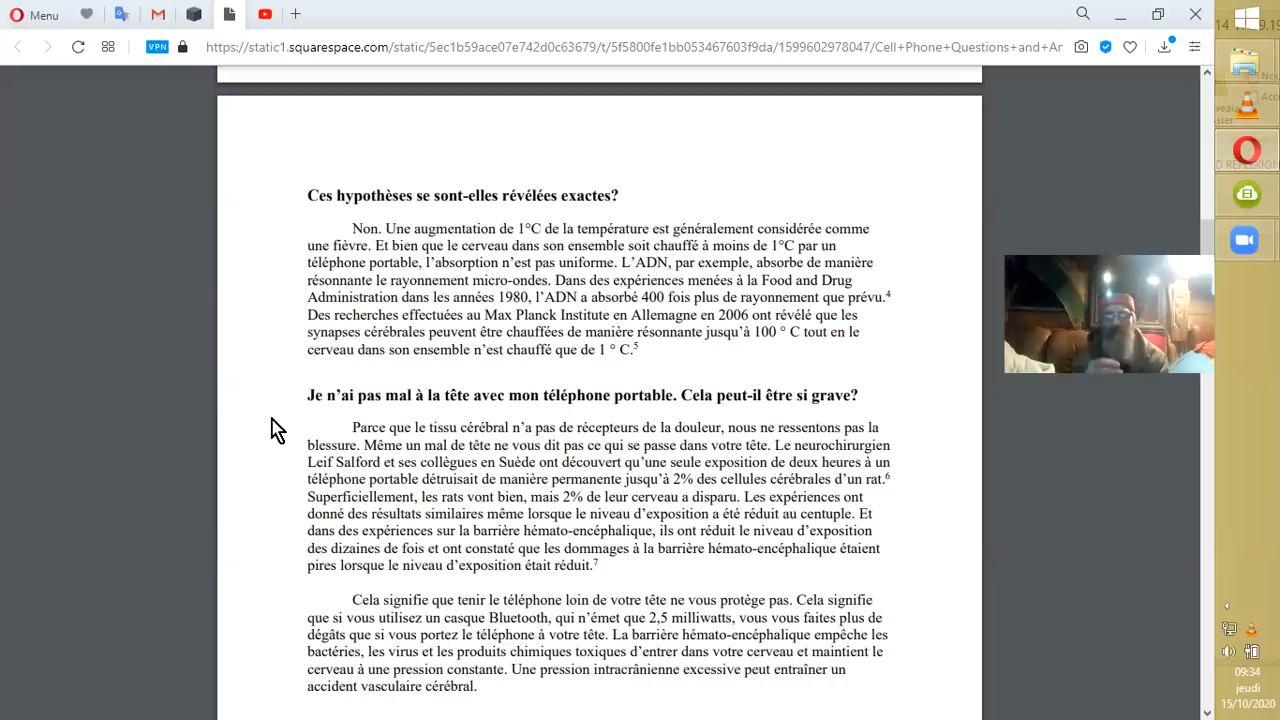 Menu
VPN
https://static1.squarespace.com/static/5ec1b59ace87e742d0c63679/t/5f5800fe1bb053467603f9da/1599602970047/Cell+Phone+Questions+and+Ar
Ces hypothèses se sont-elles révélées exactes?
Non. Une augmentation de 1°C de la température est généralement considérée comme
une fièvre. Et bien que le cerveau dans son ensemble soit chauffé à moins de 1°C par un
téléphone portable, l'absorption n'est pas uniforme. L'ADN, par exemple, absorbe de manière
résonnante le rayonnement micro-ondes. Dans des expériences menées à la Food and Drug
Administration dans les années 1980, l'ADN a absorbé 400 fois plus de rayonnement que prévu.4
Des recherches effectuées au Max Planck Institute en Allemagne en 2006 ont révélé que les
synapses cérébrales peuvent être chauffées de manière résonnante jusqu'à 100 ° C tout en le
cerveau dans son ensemble n'est chauffé que de 1 ° C.5
Je n'ai pas mal à la tête avec mon téléphone portable. Cela peut-il être si grave?
Parce que le tissu cérébral n'a pas de récepteurs de la douleur, nous ne ressentons pas la
blessure. Même un mal de tête ne vous dit pas ce qui se passe dans votre tête. Le neurochirurgien
Leif Salford et ses collègues en Suède ont découvert qu'une seule exposition de deux heures à un
téléphone portable détruisait de manière permanente jusqu'à 2% des cellules cérébrales d'un rat.6
Superficiellement, les rats vont bien, mais 2% de leur cerveau a disparu. Les expériences ont
donné des résultats similaires même lorsque le niveau d'exposition a été réduit au centuple. Et
dans des expériences sur la barrière hémato-encéphalique, ils ont réduit le niveau d'exposition
des dizaines de fois et ont constaté que les dommages à la barrière hémato-encéphalique étaient
pires lorsque le niveau d'exposition était réduit.7
Cela signifie que tenir le téléphone loin de votre tête ne vous protège pas. Cela signifie
que si vous utilisez un casque Bluetooth, qui n'émet que 2,5 milliwatts, vous vous faites plus de
dégâts que si vous portez le téléphone à votre tête. La barrière hémato-encéphalique empêche les
bactéries, les virus et les produits chimiques toxiques d'entrer dans votre cerveau et maintient le
cerveau à une pression constante. Une pression intracrânienne excessive peut entraîner un
accident vasculaire cérébral.
09:34
jeudi
15/10/2020